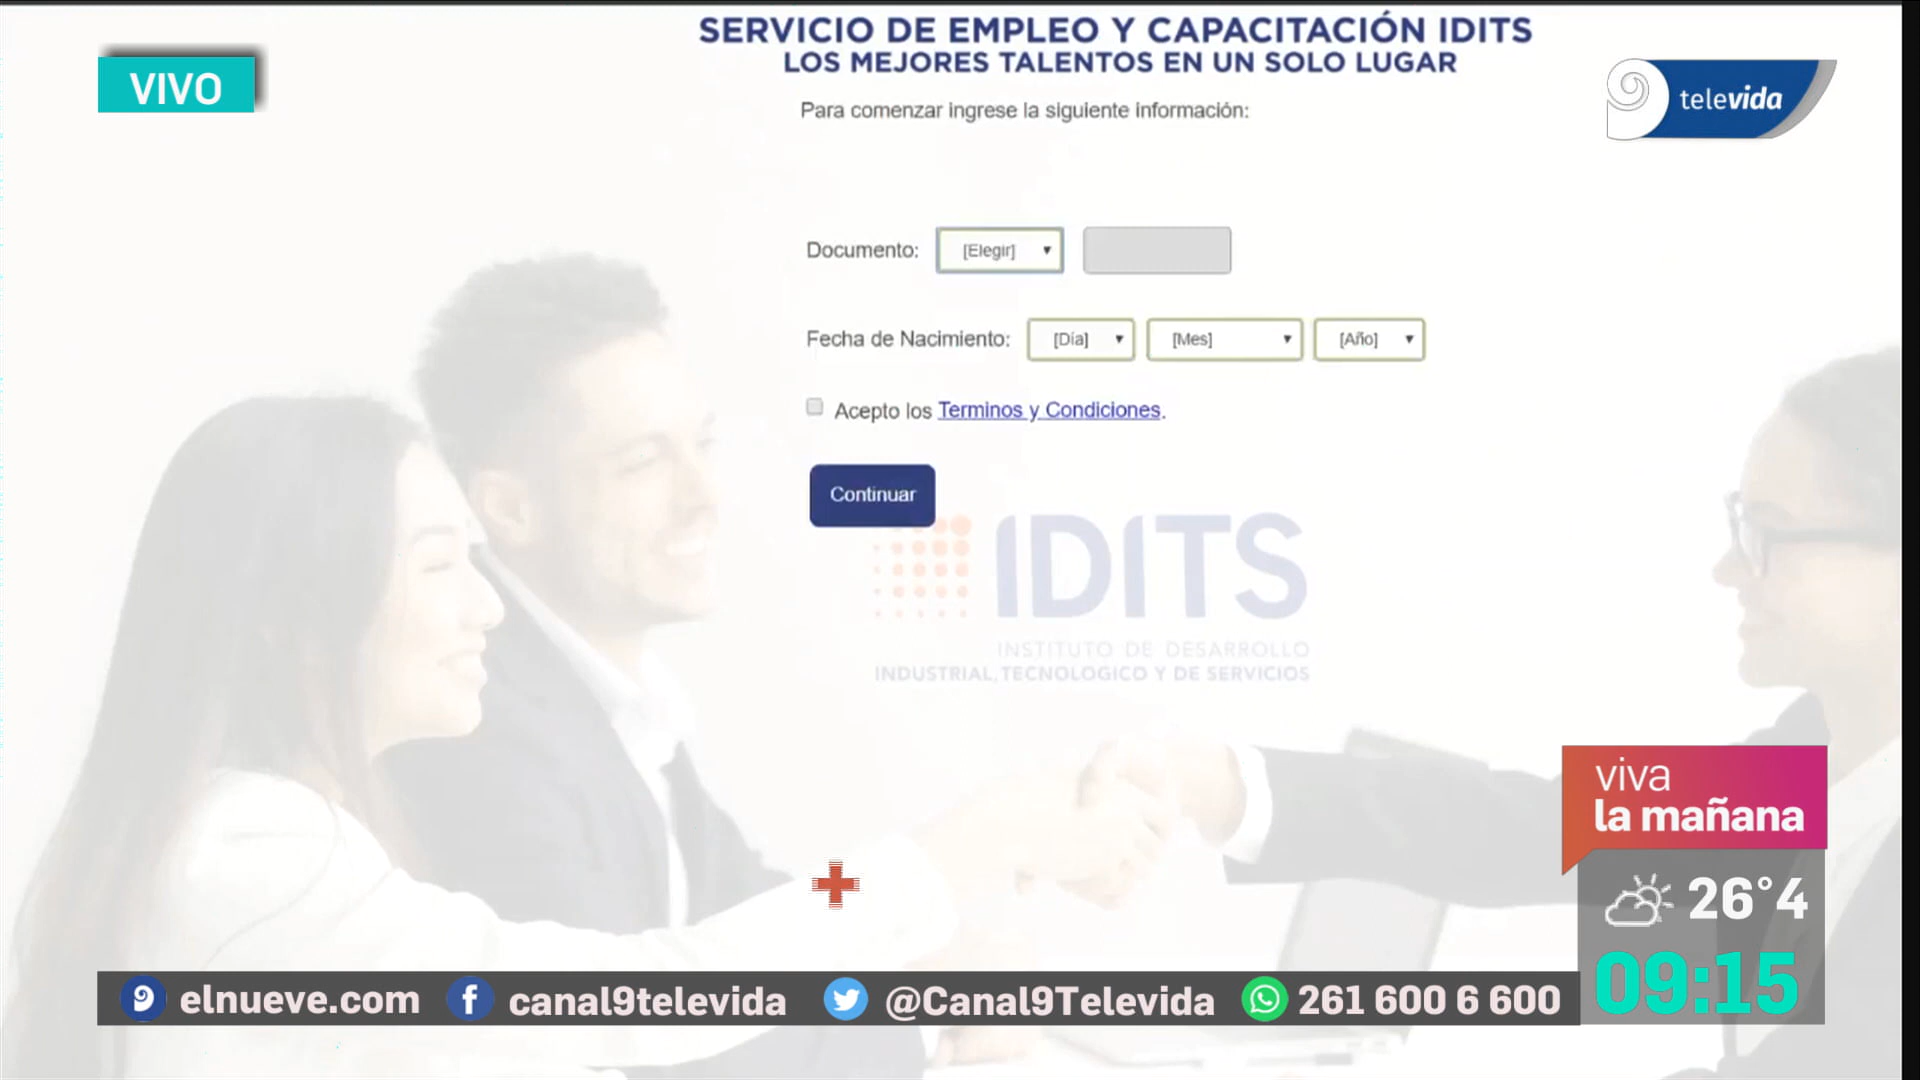 SERVICIO DE EMPLEO Y CAPACITACIÓN IDITS
LOS MEJORES TALENTOS EN UN SOLO LUGAR
VIVO
televida
Para comenzar ingrese la siguiente información:
Documento: [Elegir]
Fecha de Nacimiento: [Día] [Mes] [Año]
Acepto los Terminos y Condiciones.
Continuar
IDITS
INSTITUTO DE DESARROLLO
INDUSTRIAL, TECNOLOGICO Y DE SERVICIOS
viva
la mañana
26°4
09:15
elnueve.com canal9televida @Canal9Televida 261 600 6 600